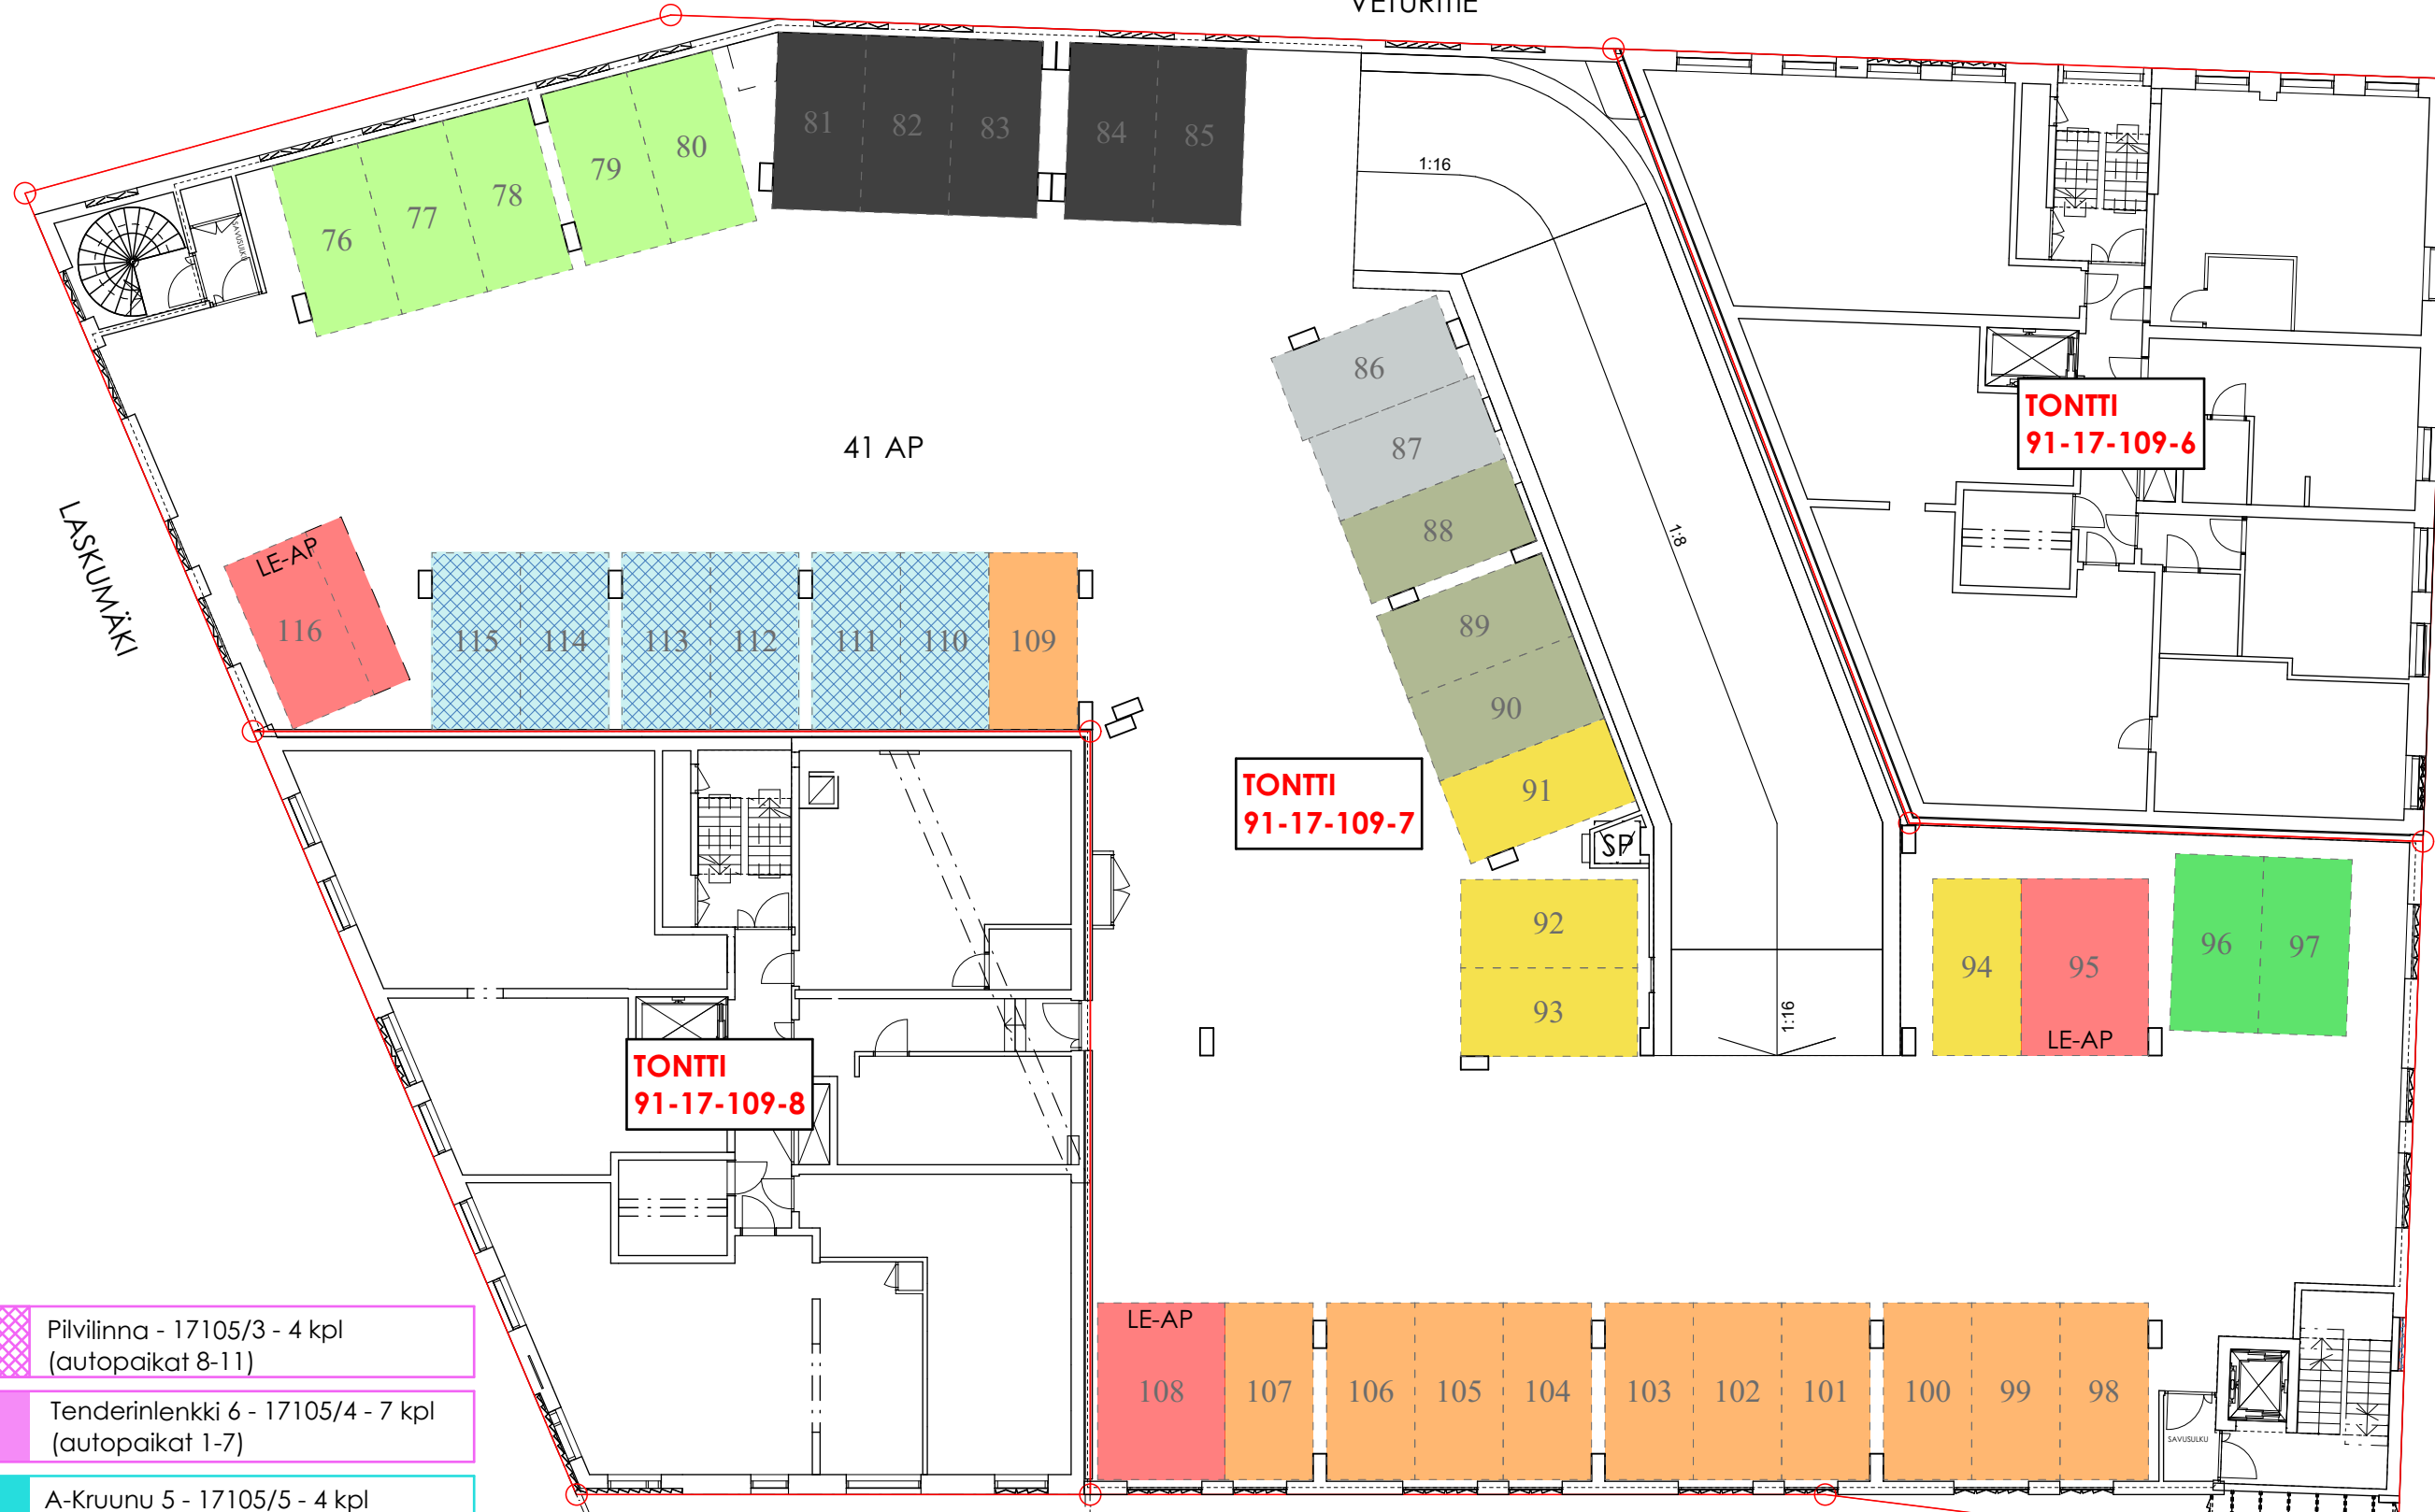 VETURITIE
81
82
83
84
85
80
79
78
77
76
SAVUSULKU
1:16
86
87
88
41 AP
TONTTI
91-17-109-6
LASKUMÄKI
1:8
LE-AP
116
115
114
113
112
111
110
109
89
90
91
TONTTI
91-17-109-7
SP
92
93
94
95
LE-AP
96
97
1:16
TONTTI
91-17-109-8
LE-AP
108
107
106
105
104
103
102
101
100
99
98
SAVUSULKU
Pilvilinna - 17105/3 - 4 kpl
(autopaikat 8-11)
Tenderinlenkki 6 - 17105/4 - 7 kpl
(autopaikat 1-7)
A-Kruunu 5 - 17105/5 - 4 kpl